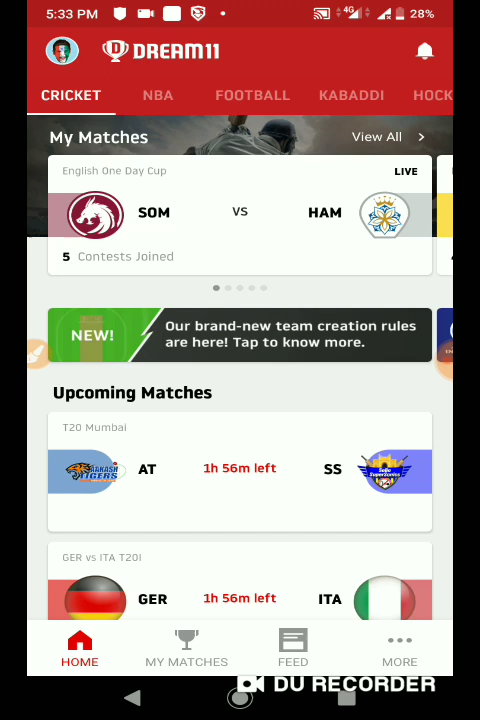 5:33 PM 4G 28%
DREAM11
CRICKET NBA FOOTBALL KABADDI HOCK
My Matches View All
English One Day Cup LIVE
SOM VS HAM
5 Contests Joined
NEW! Our brand-new team creation rules
are here! Tap to know more.
Upcoming Matches
T20 Mumbai
AT 1h 56m left SS
GER vs ITA T20I
GER 1h 56m left ITA
HOME MY MATCHES FEED MORE
DU RECORDER